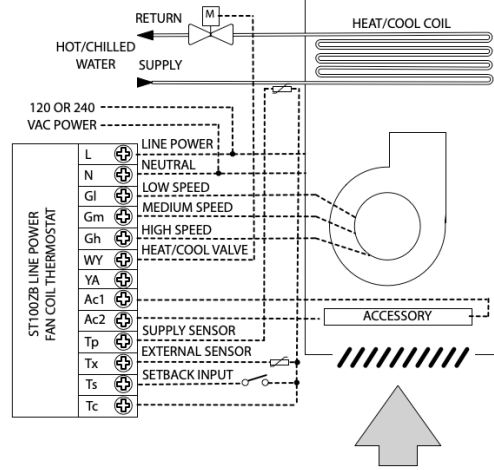 RETURN
M
HEAT/COOL COIL
HOT/CHILLED
WATER
SUPPLY
120 OR 240
VAC POWER
ST100ZB LINE POWER
FAN COIL THERMOSTAT
L LINE POWER
N NEUTRAL
Gl LOW SPEED
Gm MEDIUM SPEED
Gh HIGH SPEED
WY HEAT/COOL VALVE
YA
Ac1
Ac2 ACCESSORY
Tp SUPPLY SENSOR
Tx EXTERNAL SENSOR
Ts SETBACK INPUT
Tc